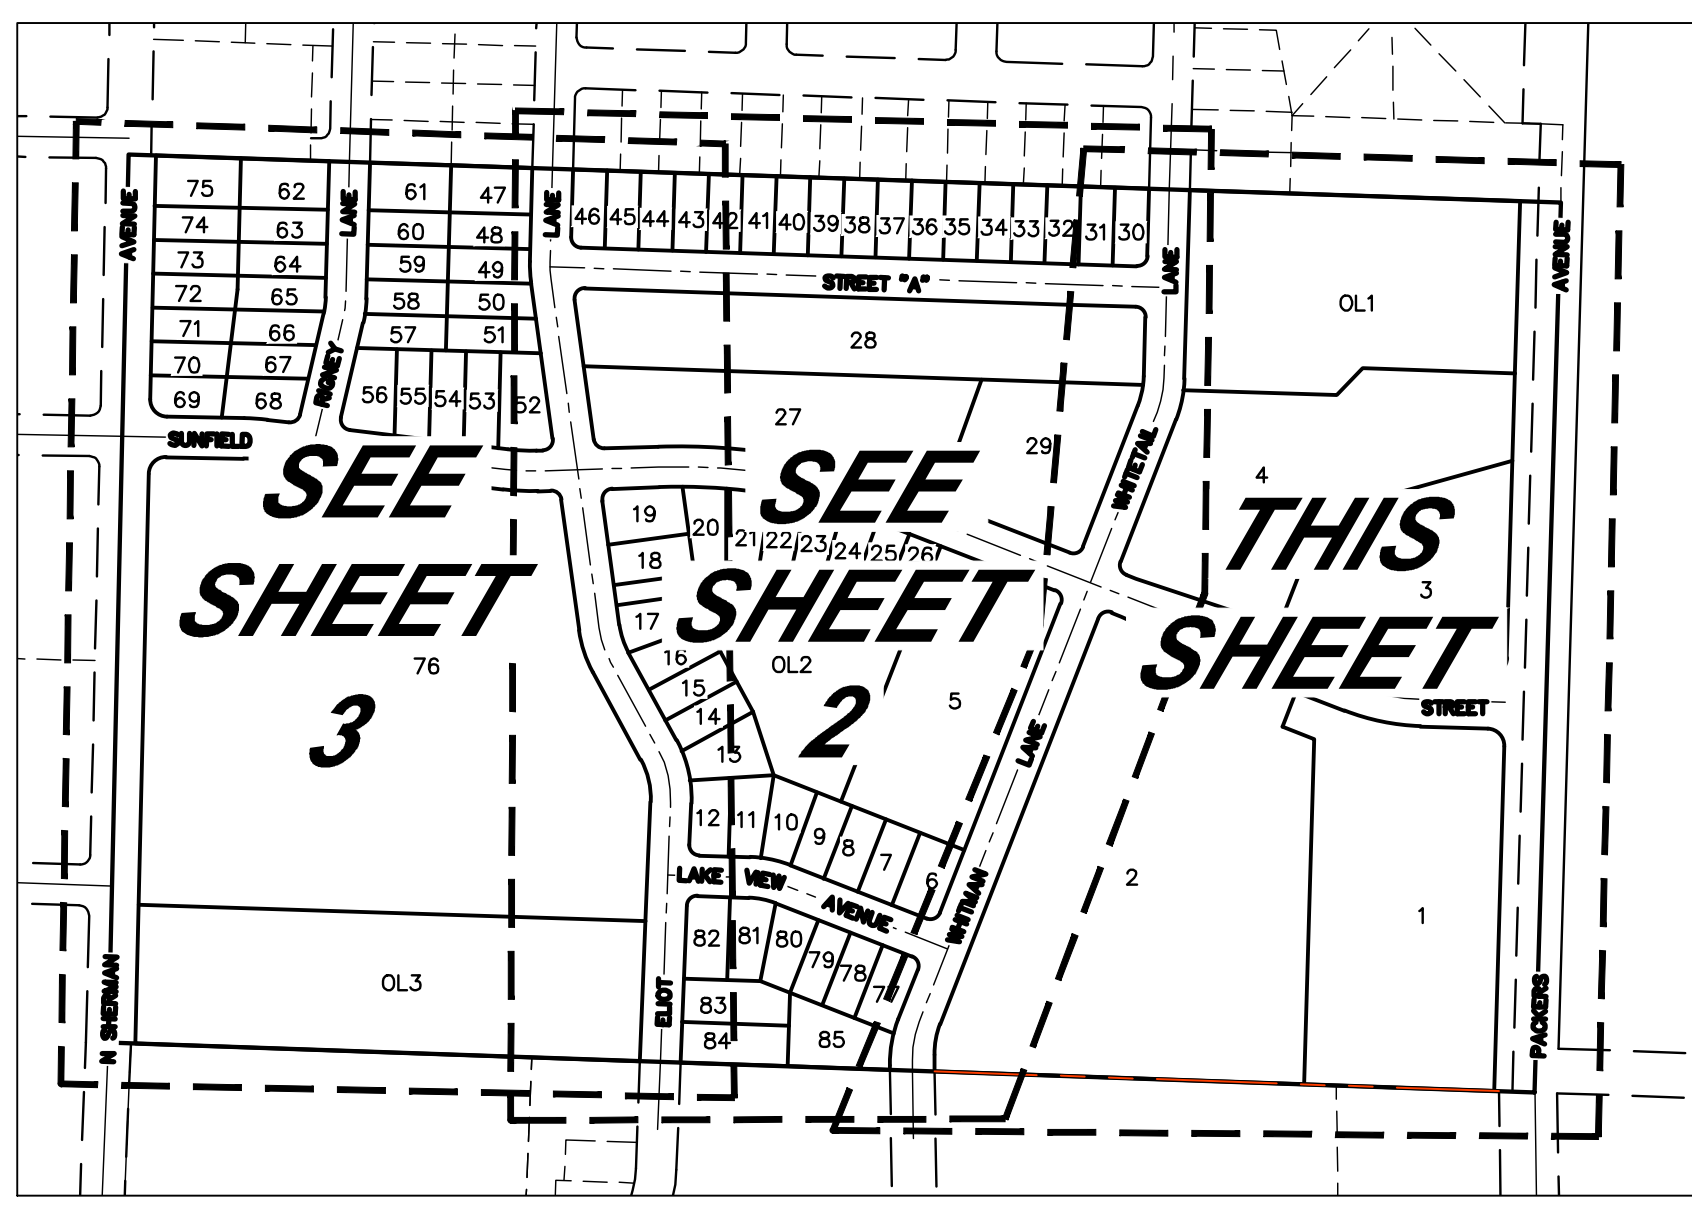 75 62 61 47
46 45 44 43 42 41 40 39 38 37 36 35 34 33 32 31 30
74 63 60 48
73 64 59 49
72 65 58 50
71 66 57 51
70 67
69 68 56 55 54 53 52
AVENUE
LANE
RIGNEY
LANE
STREET "A"
LANE
WHITETAIL
AVENUE
OL1
28
27
29
4
SUNFIELD
SEE
SHEET
3
76
SEE
SHEET
2
THIS
SHEET
3
19
20 21 22 23 24 25 26
18
17
16
15
14
13
OL2
5
STREET
LANE
12 11 10 9 8 7 6
LAKE VIEW
AVENUE
WHITMAN
2
1
82 81 80 79 78 77
83
84 85
OL3
N SHERMAN
ELIOT
PACKERS